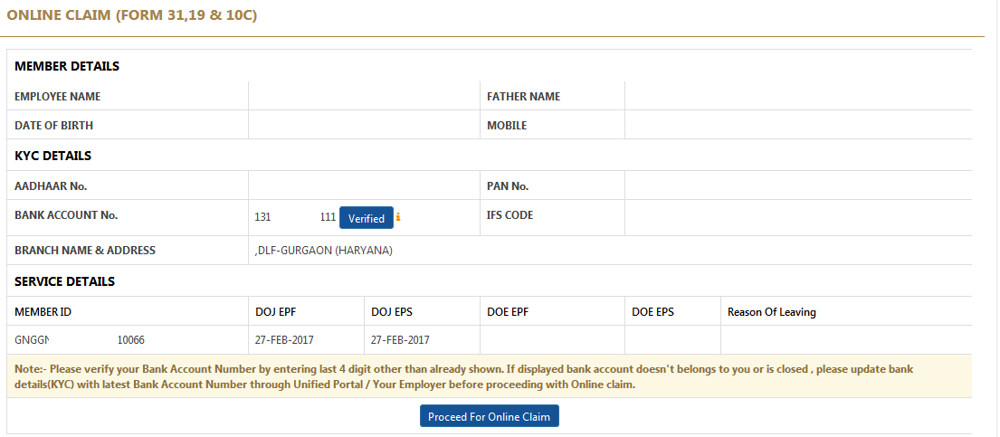 ONLINE CLAIM (FORM 31,19 & 10C)
MEMBER DETAILS
EMPLOYEE NAME FATHER NAME
DATE OF BIRTH MOBILE
KYC DETAILS
AADHAAR No. PAN No.
BANK ACCOUNT No. 131 111 Verified i IFS CODE
BRANCH NAME & ADDRESS ,DLF-GURGAON (HARYANA)
SERVICE DETAILS
MEMBER ID DOJ EPF DOJ EPS DOE EPF DOE EPS Reason Of Leaving
10066 27-FEB-2017 27-FEB-2017
Note:- Please verify your Bank Account Number by entering last 4 digit other than already shown. If displayed bank account doesn't belongs to you or is closed , please update bank
details(KYC) with latest Bank Account Number through Unified Portal / Your Employer before proceeding with Online claim.
Proceed For Online Claim